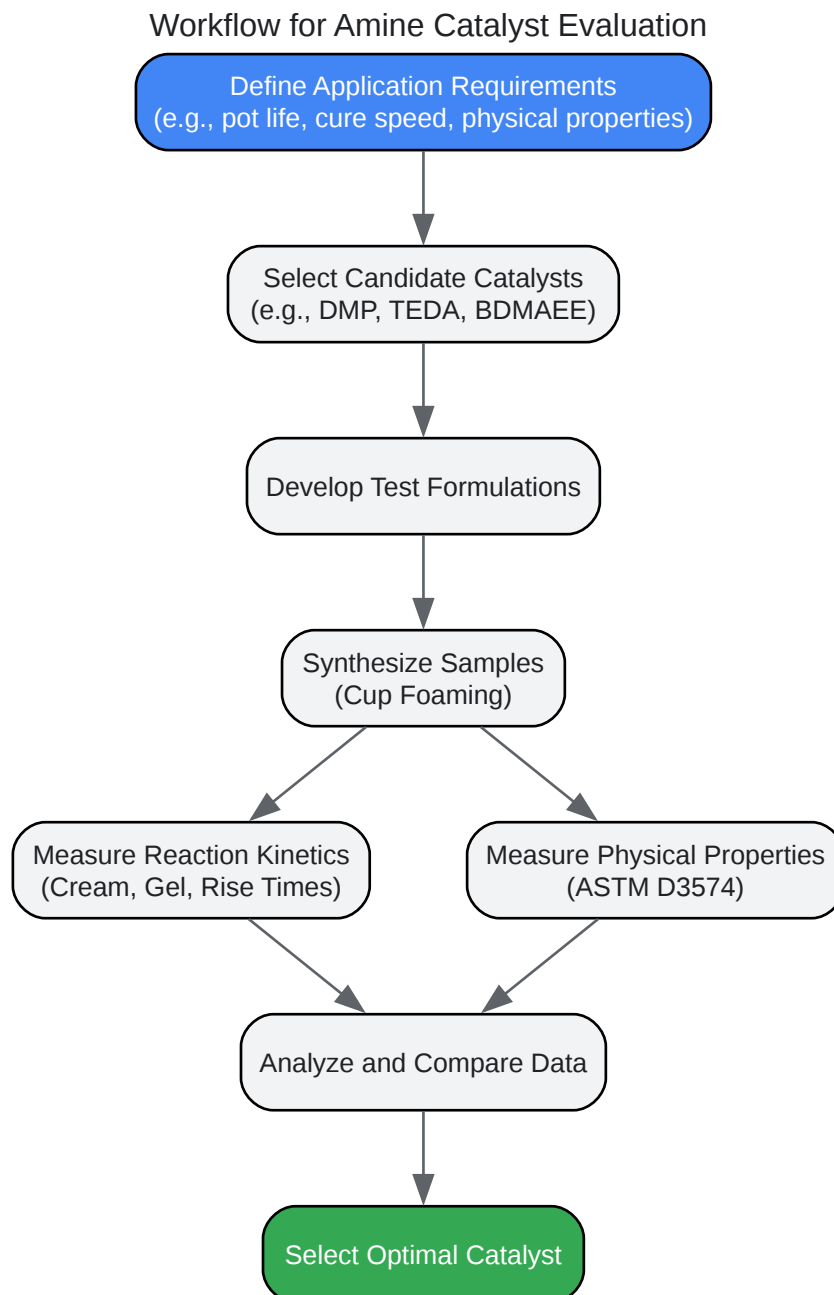 Workflow for Amine Catalyst Evaluation
Define Application Requirements
(e.g., pot life, cure speed, physical properties)
Select Candidate Catalysts
(e.g., DMP, TEDA, BDMAEE)
Develop Test Formulations
Synthesize Samples
(Cup Foaming)
Measure Reaction Kinetics
(Cream, Gel, Rise Times)
Measure Physical Properties
(ASTM D3574)
Analyze and Compare Data
Select Optimal Catalyst